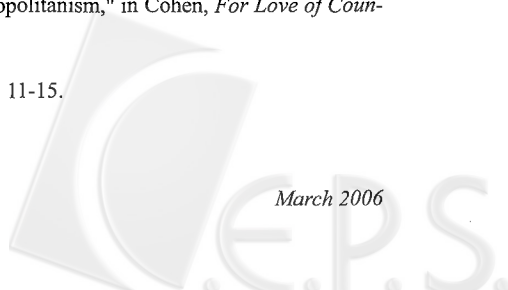 opolitanism," in Cohen, For Love of Coun-
11-15.
March 2006
C.E.P.S.